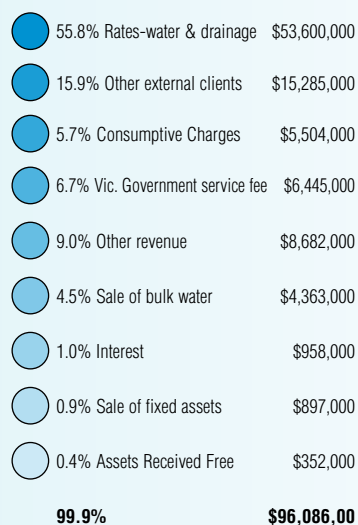 55.8% Rates-water & drainage $53,600,000
15.9% Other external clients $15,285,000
5.7% Consumptive Charges $5,504,000
6.7% Vic. Government service fee $6,445,000
9.0% Other revenue $8,682,000
4.5% Sale of bulk water $4,363,000
1.0% Interest $958,000
0.9% Sale of fixed assets $897,000
0.4% Assets Received Free $352,000
99.9% $96,086,00